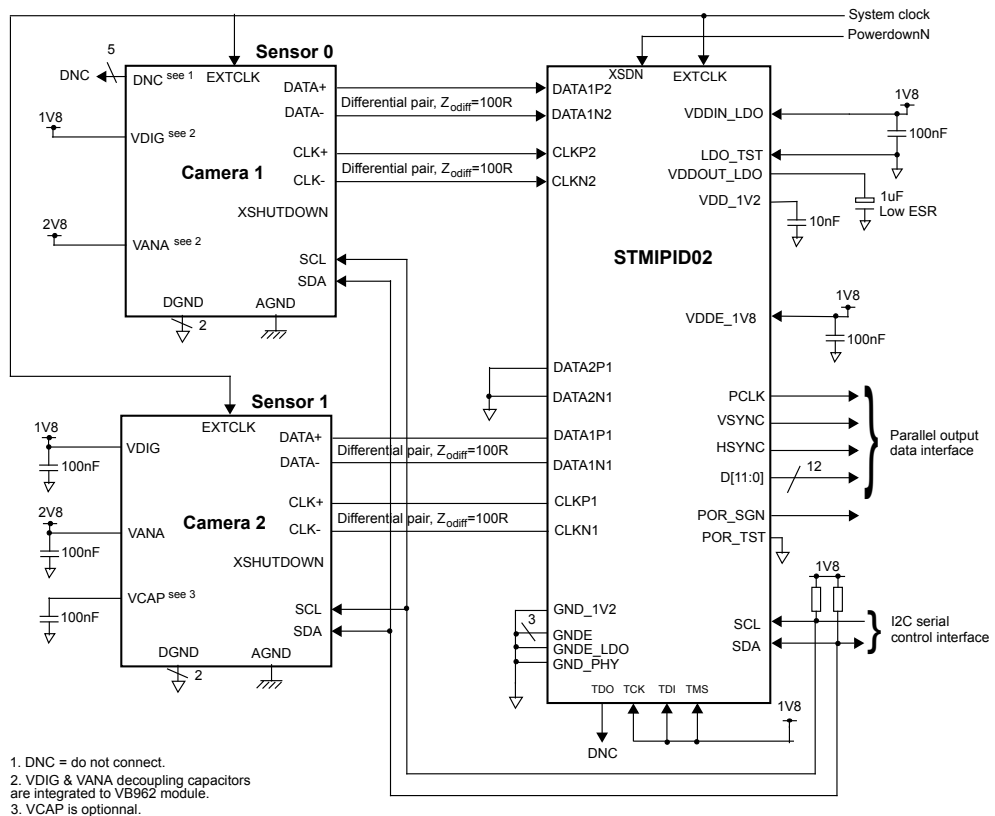 System clock
PowerdownN
Sensor 0
5
DNC
DNC see 1
EXTCLK
XSDN
EXTCLK
DATA+
Differential pair, Zodiff=100R
DATA1P2
DATA-
DATA1N2
1V8
VDIG see 2
VDDIN_LDO
1V8
100nF
CLK+
Differential pair, Zodiff=100R
CLKP2
CLK-
CLKN2
LDO_TST
VDDOUT_LDO
Camera 1
1uF
Low ESR
XSHUTDOWN
VDD_1V2
10nF
2V8
VANA see 2
STMIPID02
SCL
SDA
DGND
AGND
2
VDDE_1V8
1V8
100nF
DATA2P1
DATA2N1
PCLK
VSYNC
HSYNC
D[11:0]
12
Parallel output
data interface
POR_SGN
POR_TST
Sensor 1
EXTCLK
1V8
VDIG
100nF
DATA+
Differential pair, Zodiff=100R
DATA1P1
DATA-
DATA1N1
CLK+
Differential pair, Zodiff=100R
CLKP1
CLK-
CLKN1
2V8
VANA
100nF
Camera 2
XSHUTDOWN
VCAP see 3
100nF
SCL
SDA
DGND
AGND
2
GND_1V2
3
GNDE
GNDE_LDO
GND_PHY
1V8
SCL
SDA
I2C serial
control interface
TDO
TCK
TDI
TMS
DNC
1V8
1. DNC = do not connect.
2. VDIG & VANA decoupling capacitors
are integrated to VB962 module.
3. VCAP is optionnal.